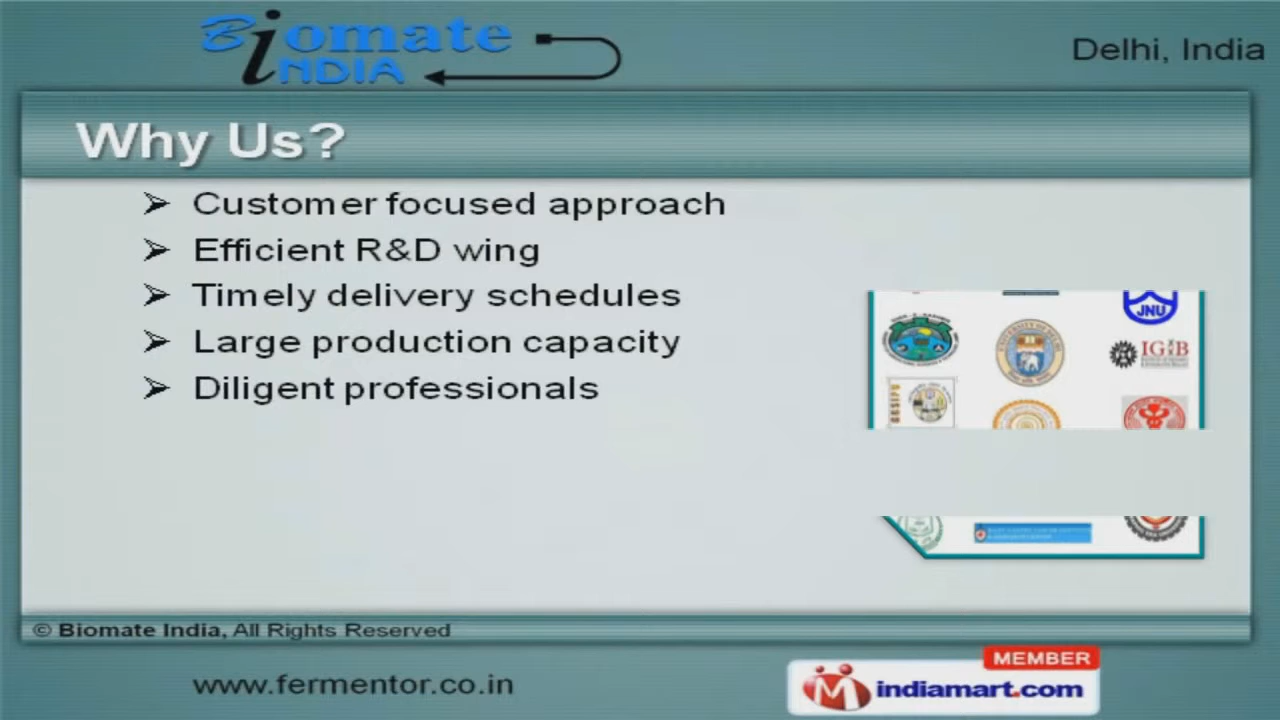 Biomate
INDIA
Delhi, India
Why Us?
Customer focused approach
Efficient R&D wing
Timely delivery schedules
Large production capacity
Diligent professionals
JNU
IGIB
© Biomate India, All Rights Reserved
www.fermentor.co.in
MEMBER
indiamart.com